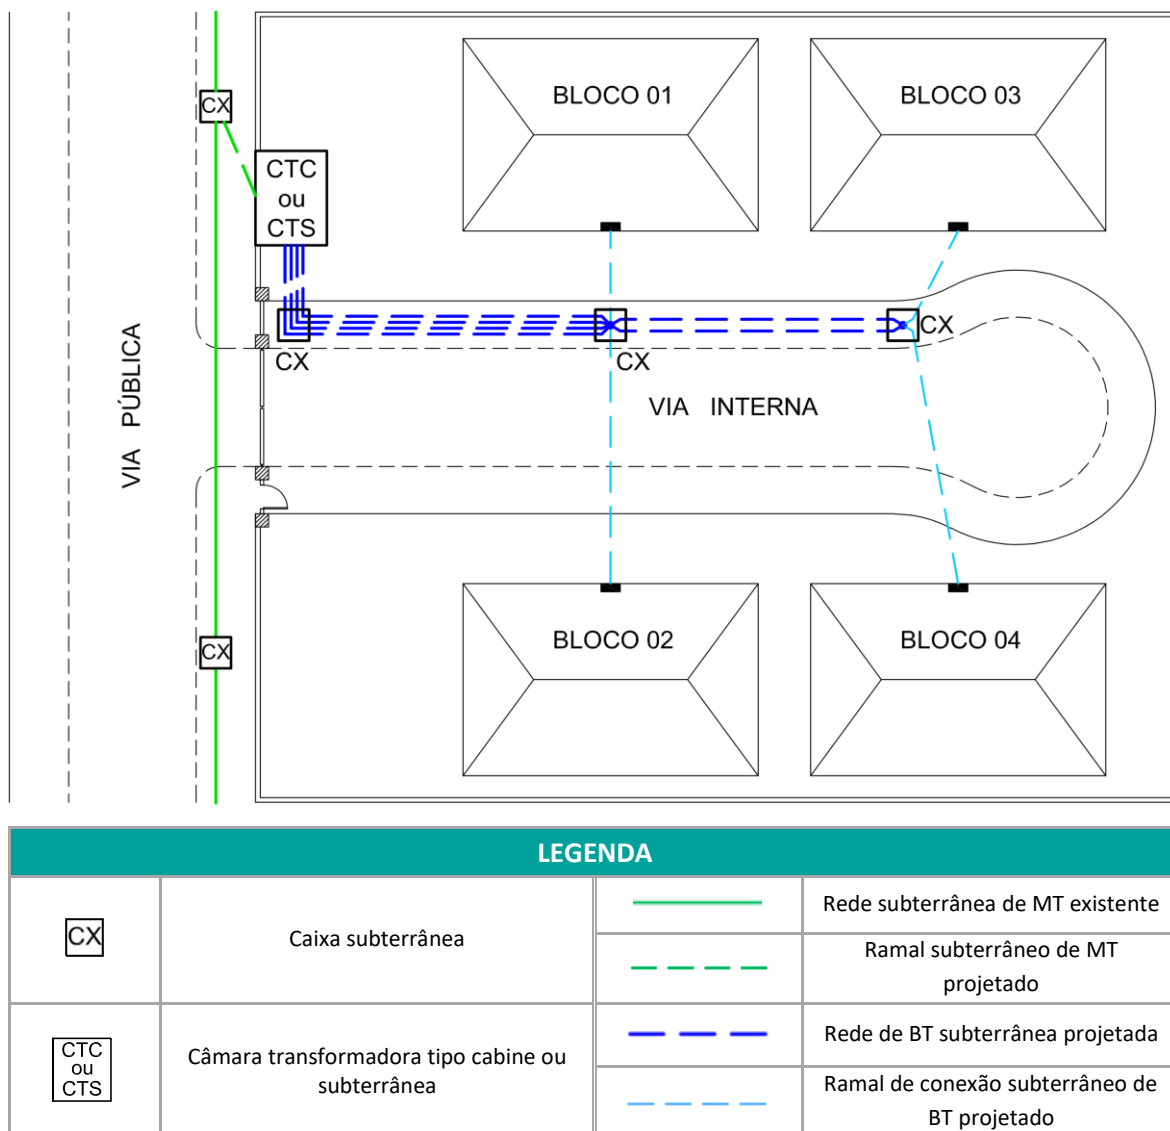 BLOCO 01
BLOCO 03
CX
CTC
ou
CTS
CX
CX
CX
VIA PÚBLICA
VIA INTERNA
CX
BLOCO 02
BLOCO 04
LEGENDA
CX
Caixa subterrânea
Rede subterrânea de MT existente
Ramal subterrâneo de MT
projetado
CTC
ou
CTS
Câmara transformadora tipo cabine ou
subterrânea
Rede de BT subterrânea projetada
Ramal de conexão subterrâneo de
BT projetado